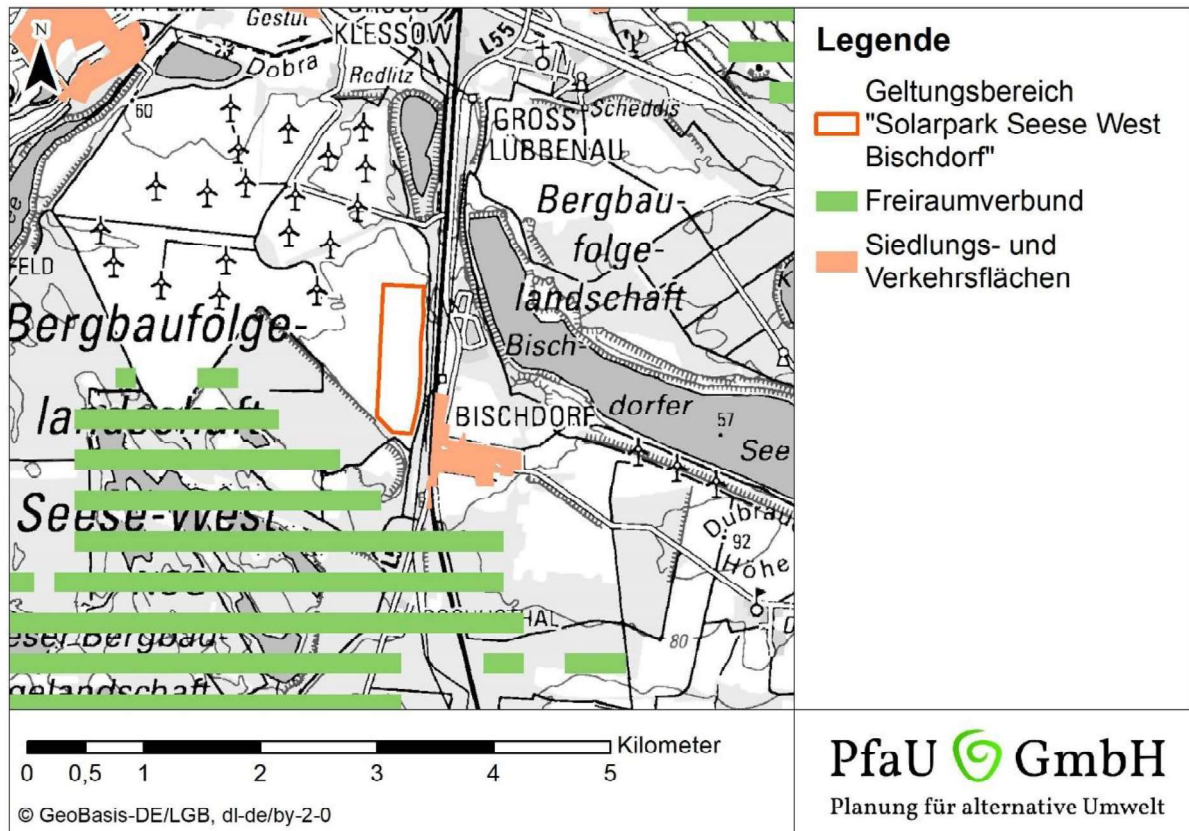 N
Gestüt
KLESSOW
Dobra
L55
Redlitz
Scheddis
60
GROSS
LÜBBENAU
Bergbau-
folge-
landschaft
FELD
70
Bergbaufolge-
Bisch-
landschaft
BISCHDORF
dorfer
57
See
Seese-West
Dubrau
92
Höhe
NSG
80
eser Bergbau
gelandschaft
Legende
Geltungsbereich
"Solarpark Seese West
Bischdorf"
Freiraumverbund
Siedlungs- und
Verkehrsflächen
Kilometer
0 0,5 1 2 3 4 5
© GeoBasis-DE/LGB, dl-de/by-2-0
PfaU GmbH
Planung für alternative Umwelt